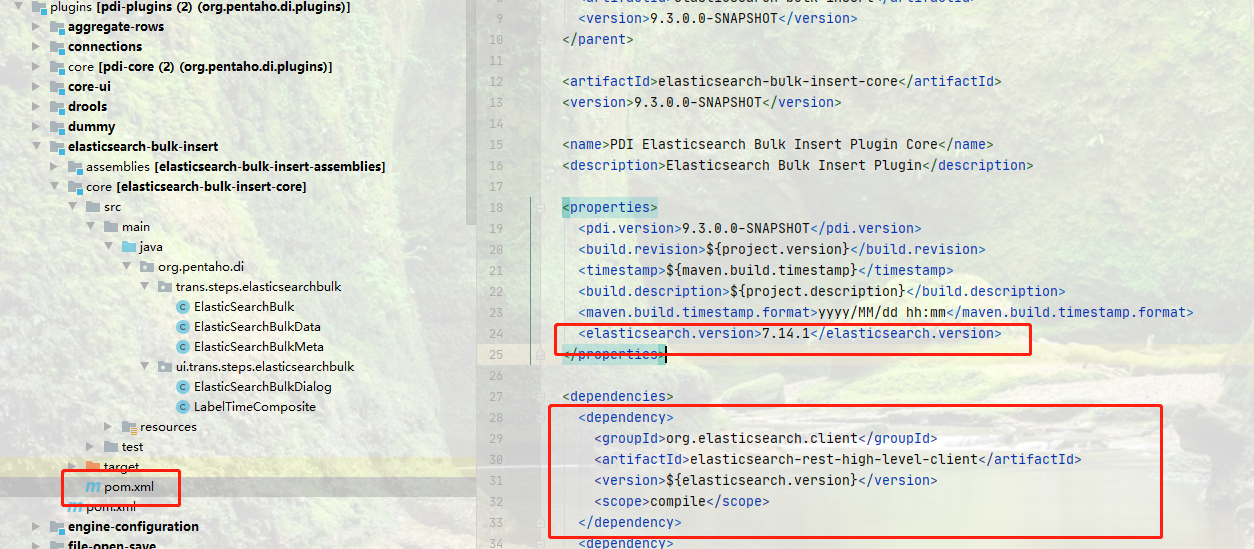 plugins [pdi-plugins (2) (org.pentaho.di.plugins)]
aggregate-rows
connections
core [pdi-core (2) (org.pentaho.di.plugins)]
core-ui
drools
dummy
elasticsearch-bulk-insert
assemblies [elasticsearch-bulk-insert-assemblies]
core [elasticsearch-bulk-insert-core]
src
main
java
org.pentaho.di
trans.steps.elasticsearchbulk
ElasticSearchBulk
ElasticSearchBulkData
ElasticSearchBulkMeta
ui.trans.steps.elasticsearchbulk
ElasticSearchBulkDialog
LabelTimeComposite
resources
test
target
pom.xml
pom.xml
engine-configuration
file-open-save
8 <artifactId>elasticsearch-bulk-insert</artifactId>
9 <version>9.3.0.0-SNAPSHOT</version>
10 </parent>
11
12 <artifactId>elasticsearch-bulk-insert-core</artifactId>
13 <version>9.3.0.0-SNAPSHOT</version>
14
15 <name>PDI Elasticsearch Bulk Insert Plugin Core</name>
16 <description>Elasticsearch Bulk Insert Plugin</description>
17
18 <properties>
19 <pdi.version>9.3.0.0-SNAPSHOT</pdi.version>
20 <build.revision>${project.version}</build.revision>
21 <timestamp>${maven.build.timestamp}</timestamp>
22 <build.description>${project.description}</build.description>
23 <maven.build.timestamp.format>yyyy/MM/dd hh:mm</maven.build.timestamp.format>
24 <elasticsearch.version>7.14.1</elasticsearch.version>
25 </properties>
26
27 <dependencies>
28 <dependency>
29 <groupId>org.elasticsearch.client</groupId>
30 <artifactId>elasticsearch-rest-high-level-client</artifactId>
31 <version>${elasticsearch.version}</version>
32 <scope>compile</scope>
33 </dependency>
34 <dependency>